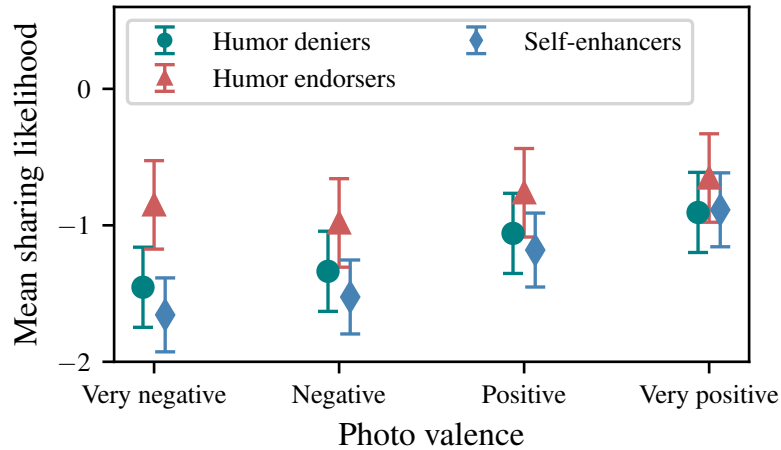 Humor deniers
Humor endorsers
Self-enhancers
Mean sharing likelihood
0
−1
−2
Very negative
Negative
Positive
Very positive
Photo valence